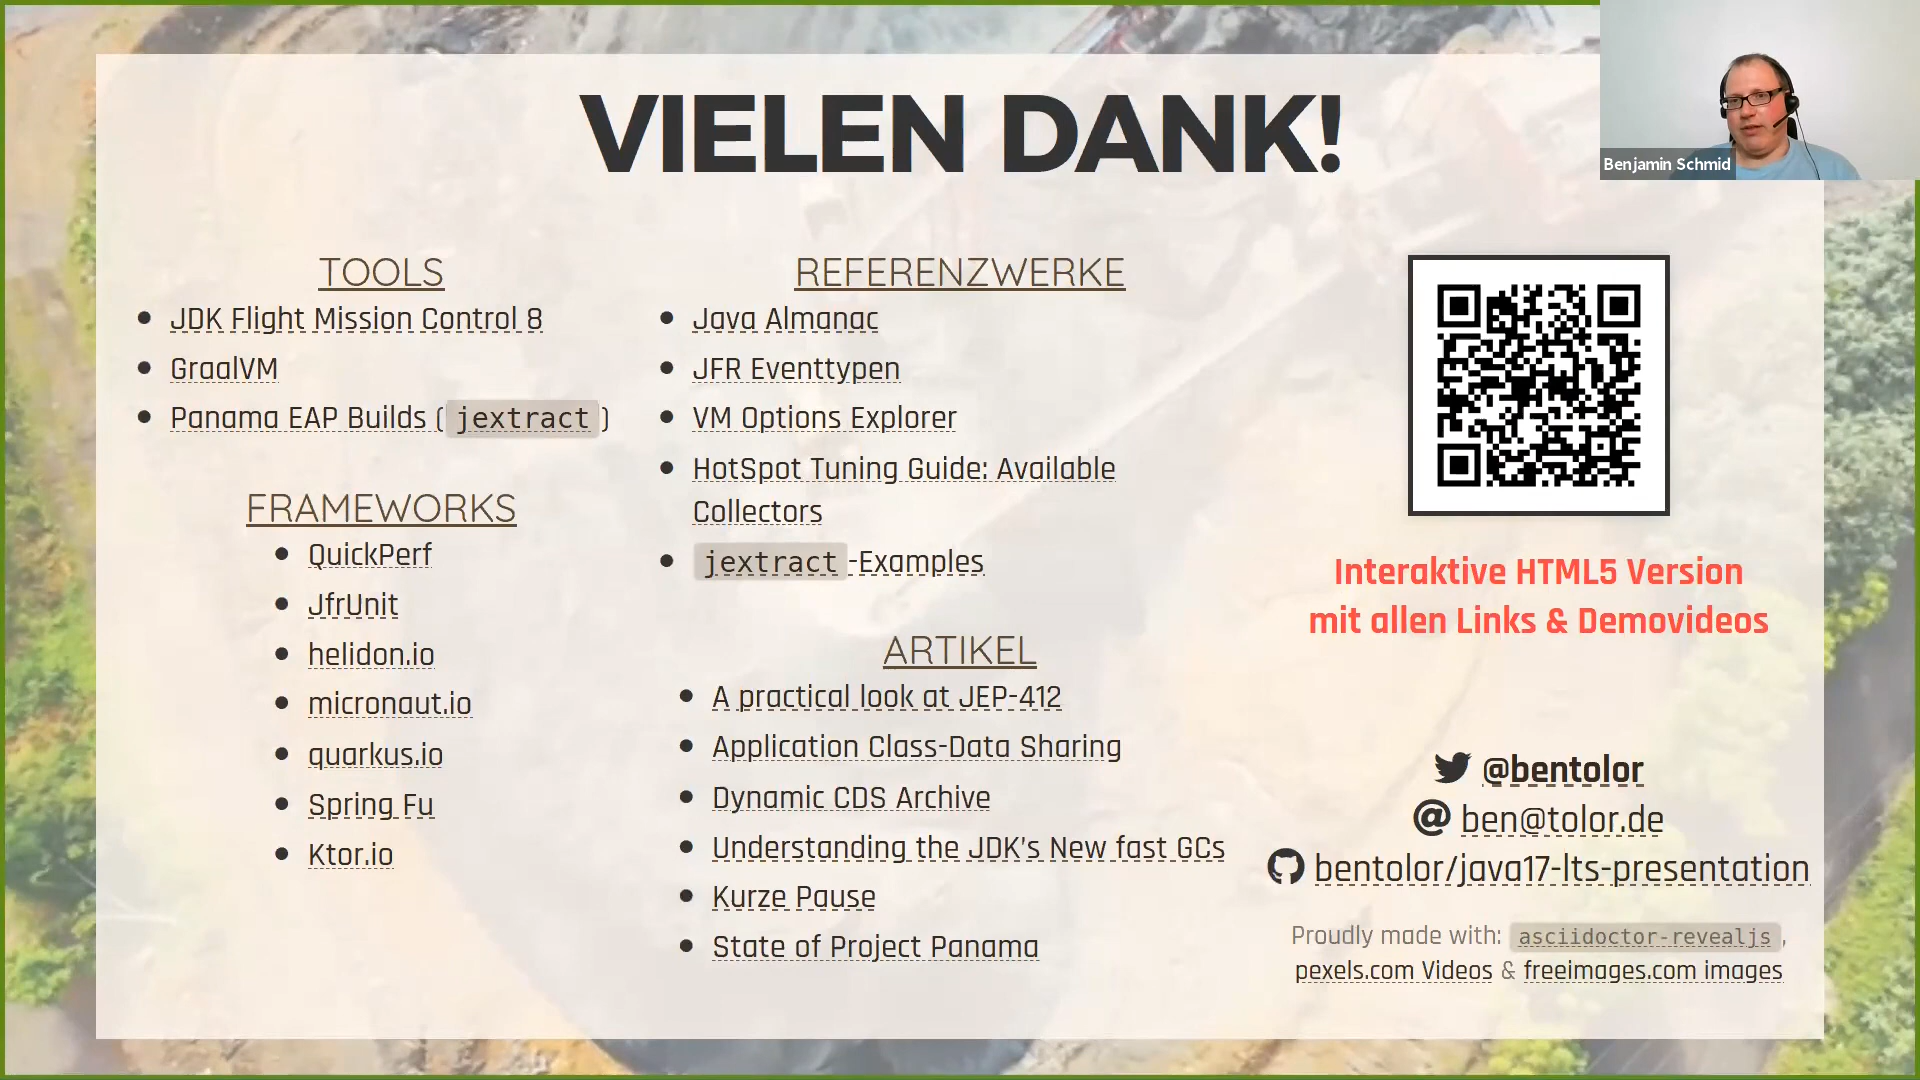 VIELEN DANK!
Benjamin Schmid
TOOLS
JDK Flight Mission Control 8
GraalVM
Panama EAP Builds ( jextract )
FRAMEWORKS
QuickPerf
JfrUnit
helidon.io
micronaut.io
quarkus.io
Spring Fu
Ktor.io
REFERENZWERKE
Java Almanac
JFR Eventtypen
VM Options Explorer
HotSpot Tuning Guide: Available
Collectors
jextract -Examples
ARTIKEL
A practical look at JEP-412
Application Class-Data Sharing
Dynamic CDS Archive
Understanding the JDK's New fast GCs
Kurze Pause
State of Project Panama
Interaktive HTML5 Version
mit allen Links & Demovideos
@bentolor
ben@tolor.de
bentolor/java17-lts-presentation
Proudly made with: asciidoctor-revealjs ,
pexels.com Videos & freeimages.com images